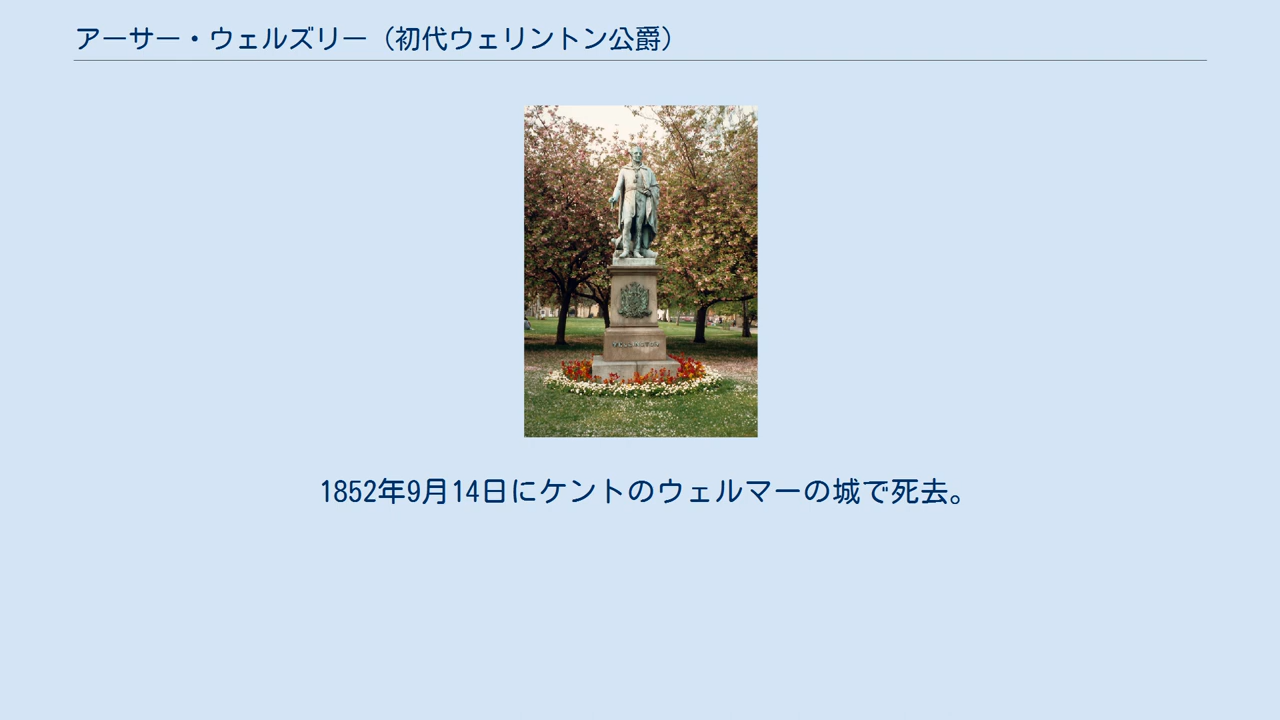 アーサー・ウェルズリー（初代ウェリントン公爵）
1852年9月14日にケントのウェルマーの城で死去。